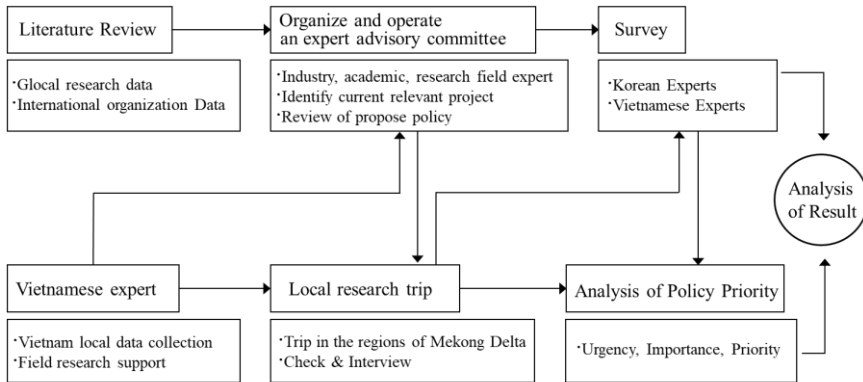 Literature Review
Organize and operate
an expert advisory committee
Survey
·Glocal research data
·International organization Data
·Industry, academic, research field expert
·Identify current relevant project
·Review of propose policy
·Korean Experts
·Vietnamese Experts
Analysis
of Result
Vietnamese expert
Local research trip
Analysis of Policy Priority
·Vietnam local data collection
·Field research support
·Trip in the regions of Mekong Delta
·Check & Interview
·Urgency, Importance, Priority